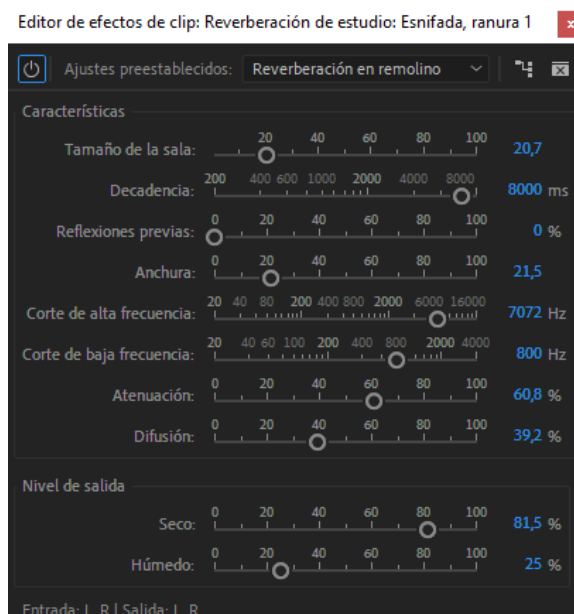 Editor de efectos de clip: Reverberación de estudio: Esnifada, ranura 1
Ajustes preestablecidos: Reverberación en remolino
Características
20 40 60 80 100
Tamaño de la sala: 20,7
200 400 600 1000 2000 4000 8000
Decadencia: 8000 ms
0 20 40 60 80 100
Reflexiones previas: 0 %
0 20 40 60 80 100
Anchura: 21,5
20 40 80 200 400 800 2000 6000 16000
Corte de alta frecuencia: 7072 Hz
20 40 60 100 200 400 800 2000 4000
Corte de baja frecuencia: 800 Hz
0 20 40 60 80 100
Atenuación: 60,8 %
0 20 40 60 80 100
Difusión: 39,2 %
Nivel de salida
0 20 40 60 80 100
Seco: 81,5 %
0 20 40 60 80 100
Húmedo: 25 %
Entrada: L, R | Salida: L, R